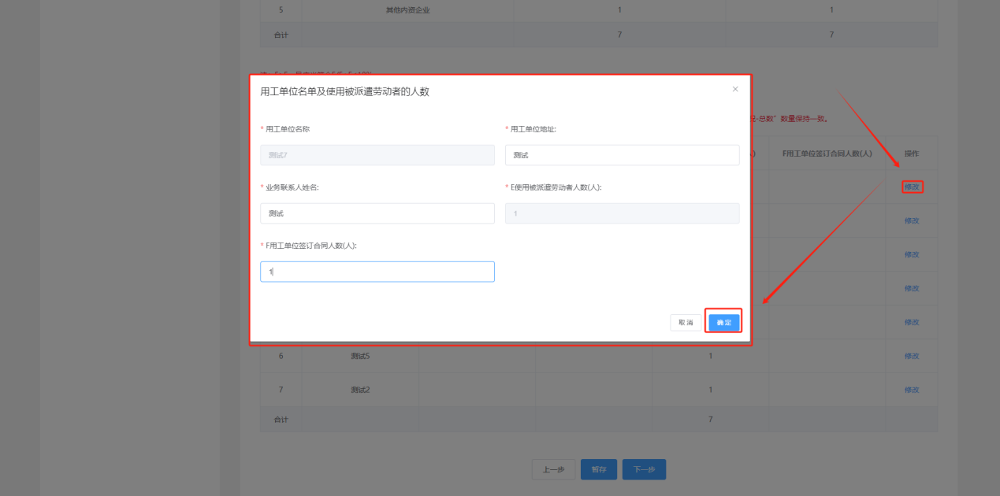 5 其他内资企业 1 1
合计 7 7
用工单位名单及使用被派遣劳动者的人数 ×
* 用工单位名称 * 用工单位地址:
测试7 测试
总数”数量保持一致。
F用工单位签订合同人数(人) 操作
* 业务联系人姓名: * E使用被派遣劳动者人数(人):
修改
测试 1
修改
* F用工单位签订合同人数(人):
修改
1
修改
取消 确定
修改
6 测试5 1 修改
7 测试2 1 修改
合计 7
上一步 暂存 下一步